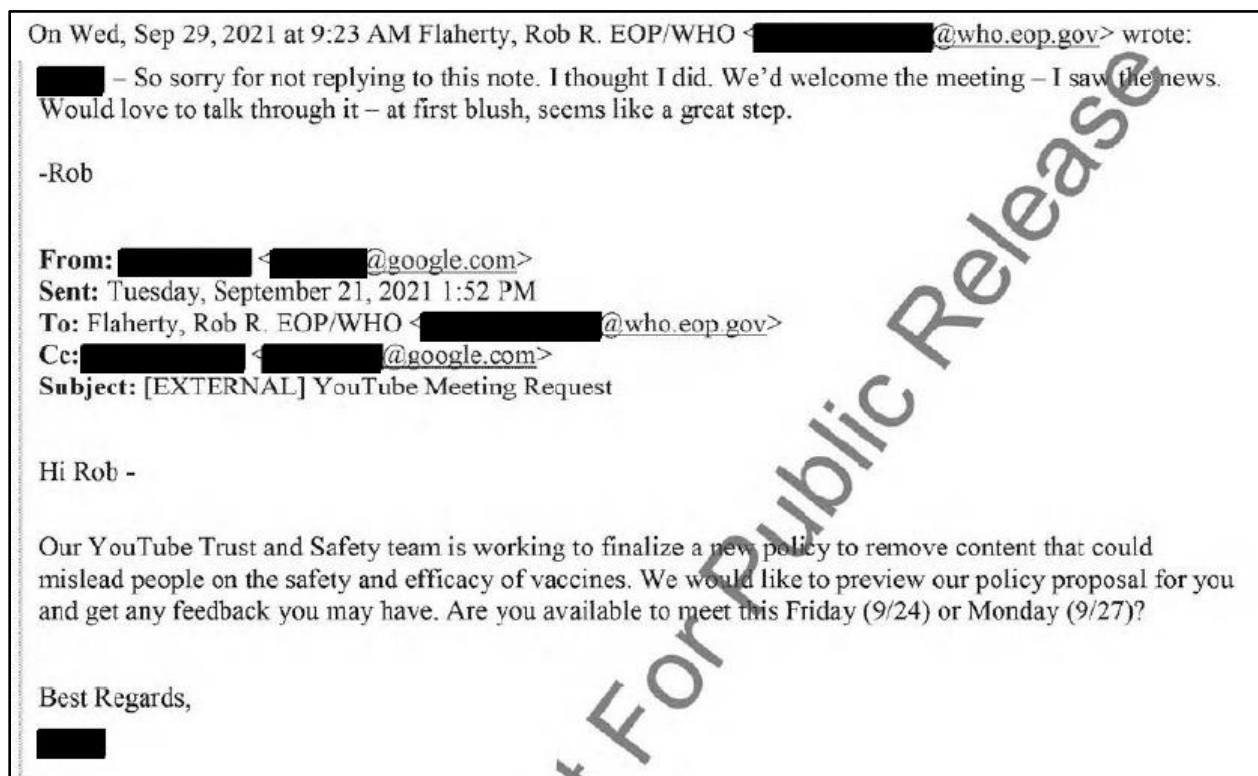 On Wed, Sep 29, 2021 at 9:23 AM Flaherty, Rob R. EOP/WHO < @who.eop.gov> wrote:
– So sorry for not replying to this note. I thought I did. We'd welcome the meeting – I saw the news.
Would love to talk through it – at first blush, seems like a great step.
-Rob
From: < @google.com>
Sent: Tuesday, September 21, 2021 1:52 PM
To: Flaherty, Rob R. EOP/WHO < @who.eop.gov>
Cc: < @google.com>
Subject: [EXTERNAL] YouTube Meeting Request
Hi Rob -
Our YouTube Trust and Safety team is working to finalize a new policy to remove content that could
mislead people on the safety and efficacy of vaccines. We would like to preview our policy proposal for you
and get any feedback you may have. Are you available to meet this Friday (9/24) or Monday (9/27)?
Best Regards,
For Public Release